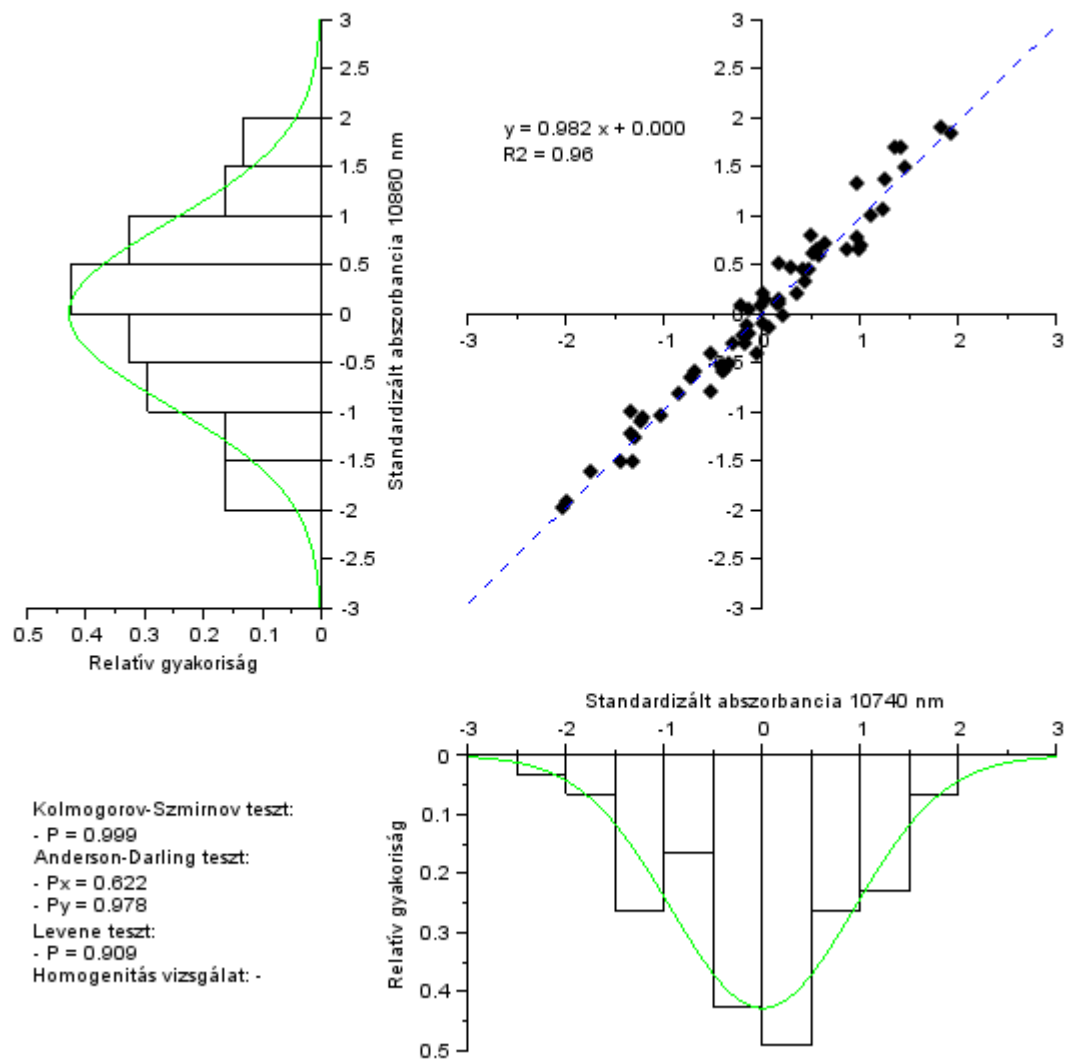 3
2.5
2
1.5
1
0.5
0
-0.5
-1
-1.5
-2
-2.5
-3
Standardizált abszorbancia 10860 nm
0.5 0.4 0.3 0.2 0.1 0
Relatív gyakoriság
y = 0.982 x + 0.000
R2 = 0.96
3
2.5
2
1.5
1
0.5
0
-0.5
-1
-1.5
-2
-2.5
-3
-3 -2 -1 0 1 2 3
Standardizált abszorbancia 10740 nm
-3 -2 -1 0 1 2 3
0
0.1
0.2
0.3
0.4
0.5
Relatív gyakoriság
Kolmogorov-Szmirnov teszt:
- P = 0.999
Anderson-Darling teszt:
- Px = 0.622
- Py = 0.978
Levene teszt:
- P = 0.909
Homogenitás vizsgálat: -